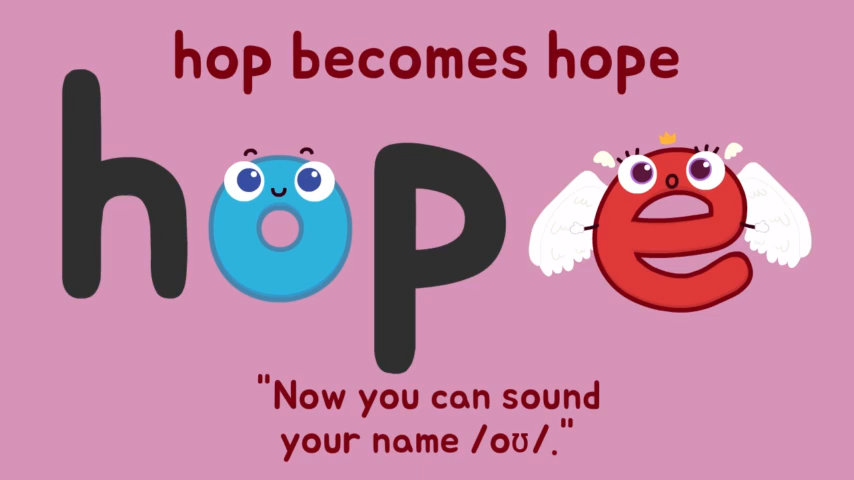 hop becomes hope
hope
"Now you can sound
your name /oʊ/."